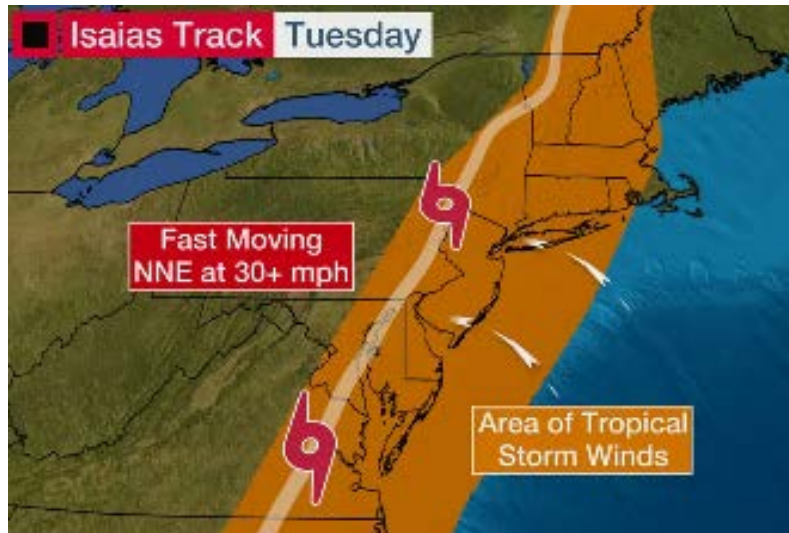 Isaias Track Tuesday
Fast Moving
NNE at 30+ mph
Area of Tropical
Storm Winds